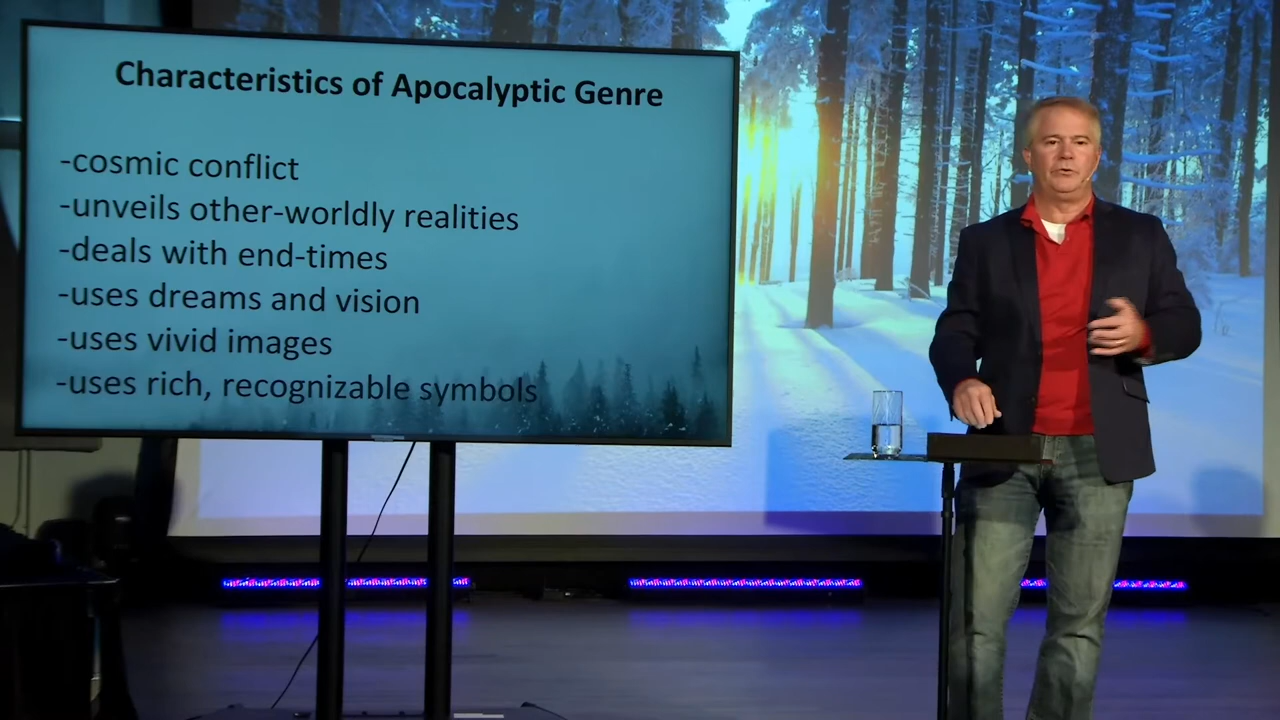 Characteristics of Apocalyptic Genre
-cosmic conflict
-unveils other-worldly realities
-deals with end-times
-uses dreams and vision
-uses vivid images
-uses rich, recognizable symbols